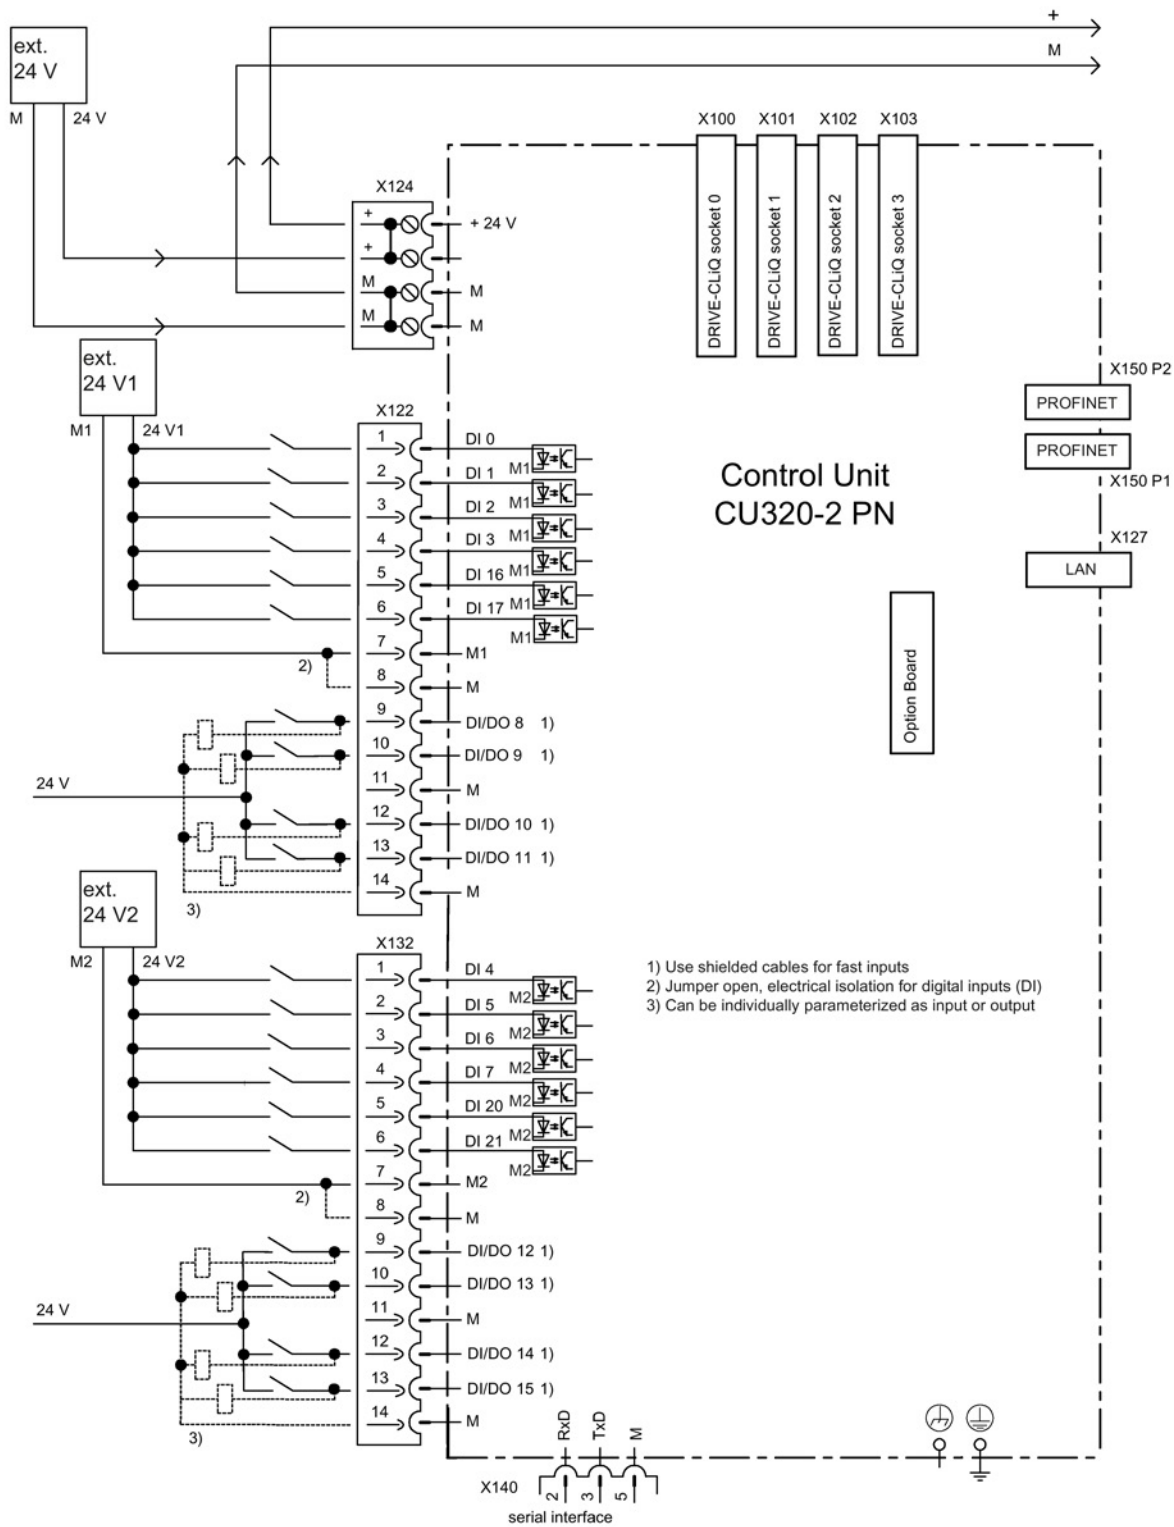 +
M
ext.
24 V
M 24 V
X100 X101 X102 X103
DRIVE-CLiQ socket 0
DRIVE-CLiQ socket 1
DRIVE-CLiQ socket 2
DRIVE-CLiQ socket 3
X124
+ + 24 V
+
M M
M M
ext.
24 V1
M1 24 V1
X150 P2
PROFINET
PROFINET
X150 P1
X127
LAN
Control Unit
CU320-2 PN
Option Board
X122
1 DI 0
M1
2 DI 1
M1
3 DI 2
M1
4 DI 3
M1
5 DI 16
M1
6 DI 17
M1
7 M1
2)
8 M
9 DI/DO 8 1)
10 DI/DO 9 1)
24 V
11 M
12 DI/DO 10 1)
13 DI/DO 11 1)
14 M
3)
ext.
24 V2
M2 24 V2
X132
1) Use shielded cables for fast inputs
2) Jumper open, electrical isolation for digital inputs (DI)
3) Can be individually parameterized as input or output
1 DI 4
M2
2 DI 5
M2
3 DI 6
M2
4 DI 7
M2
5 DI 20
M2
6 DI 21
M2
7 M2
2)
8 M
9 DI/DO 12 1)
10 DI/DO 13 1)
24 V
11 M
12 DI/DO 14 1)
13 DI/DO 15 1)
14 M
3)
RxD
TxD
M
X140
2
3
5
serial interface